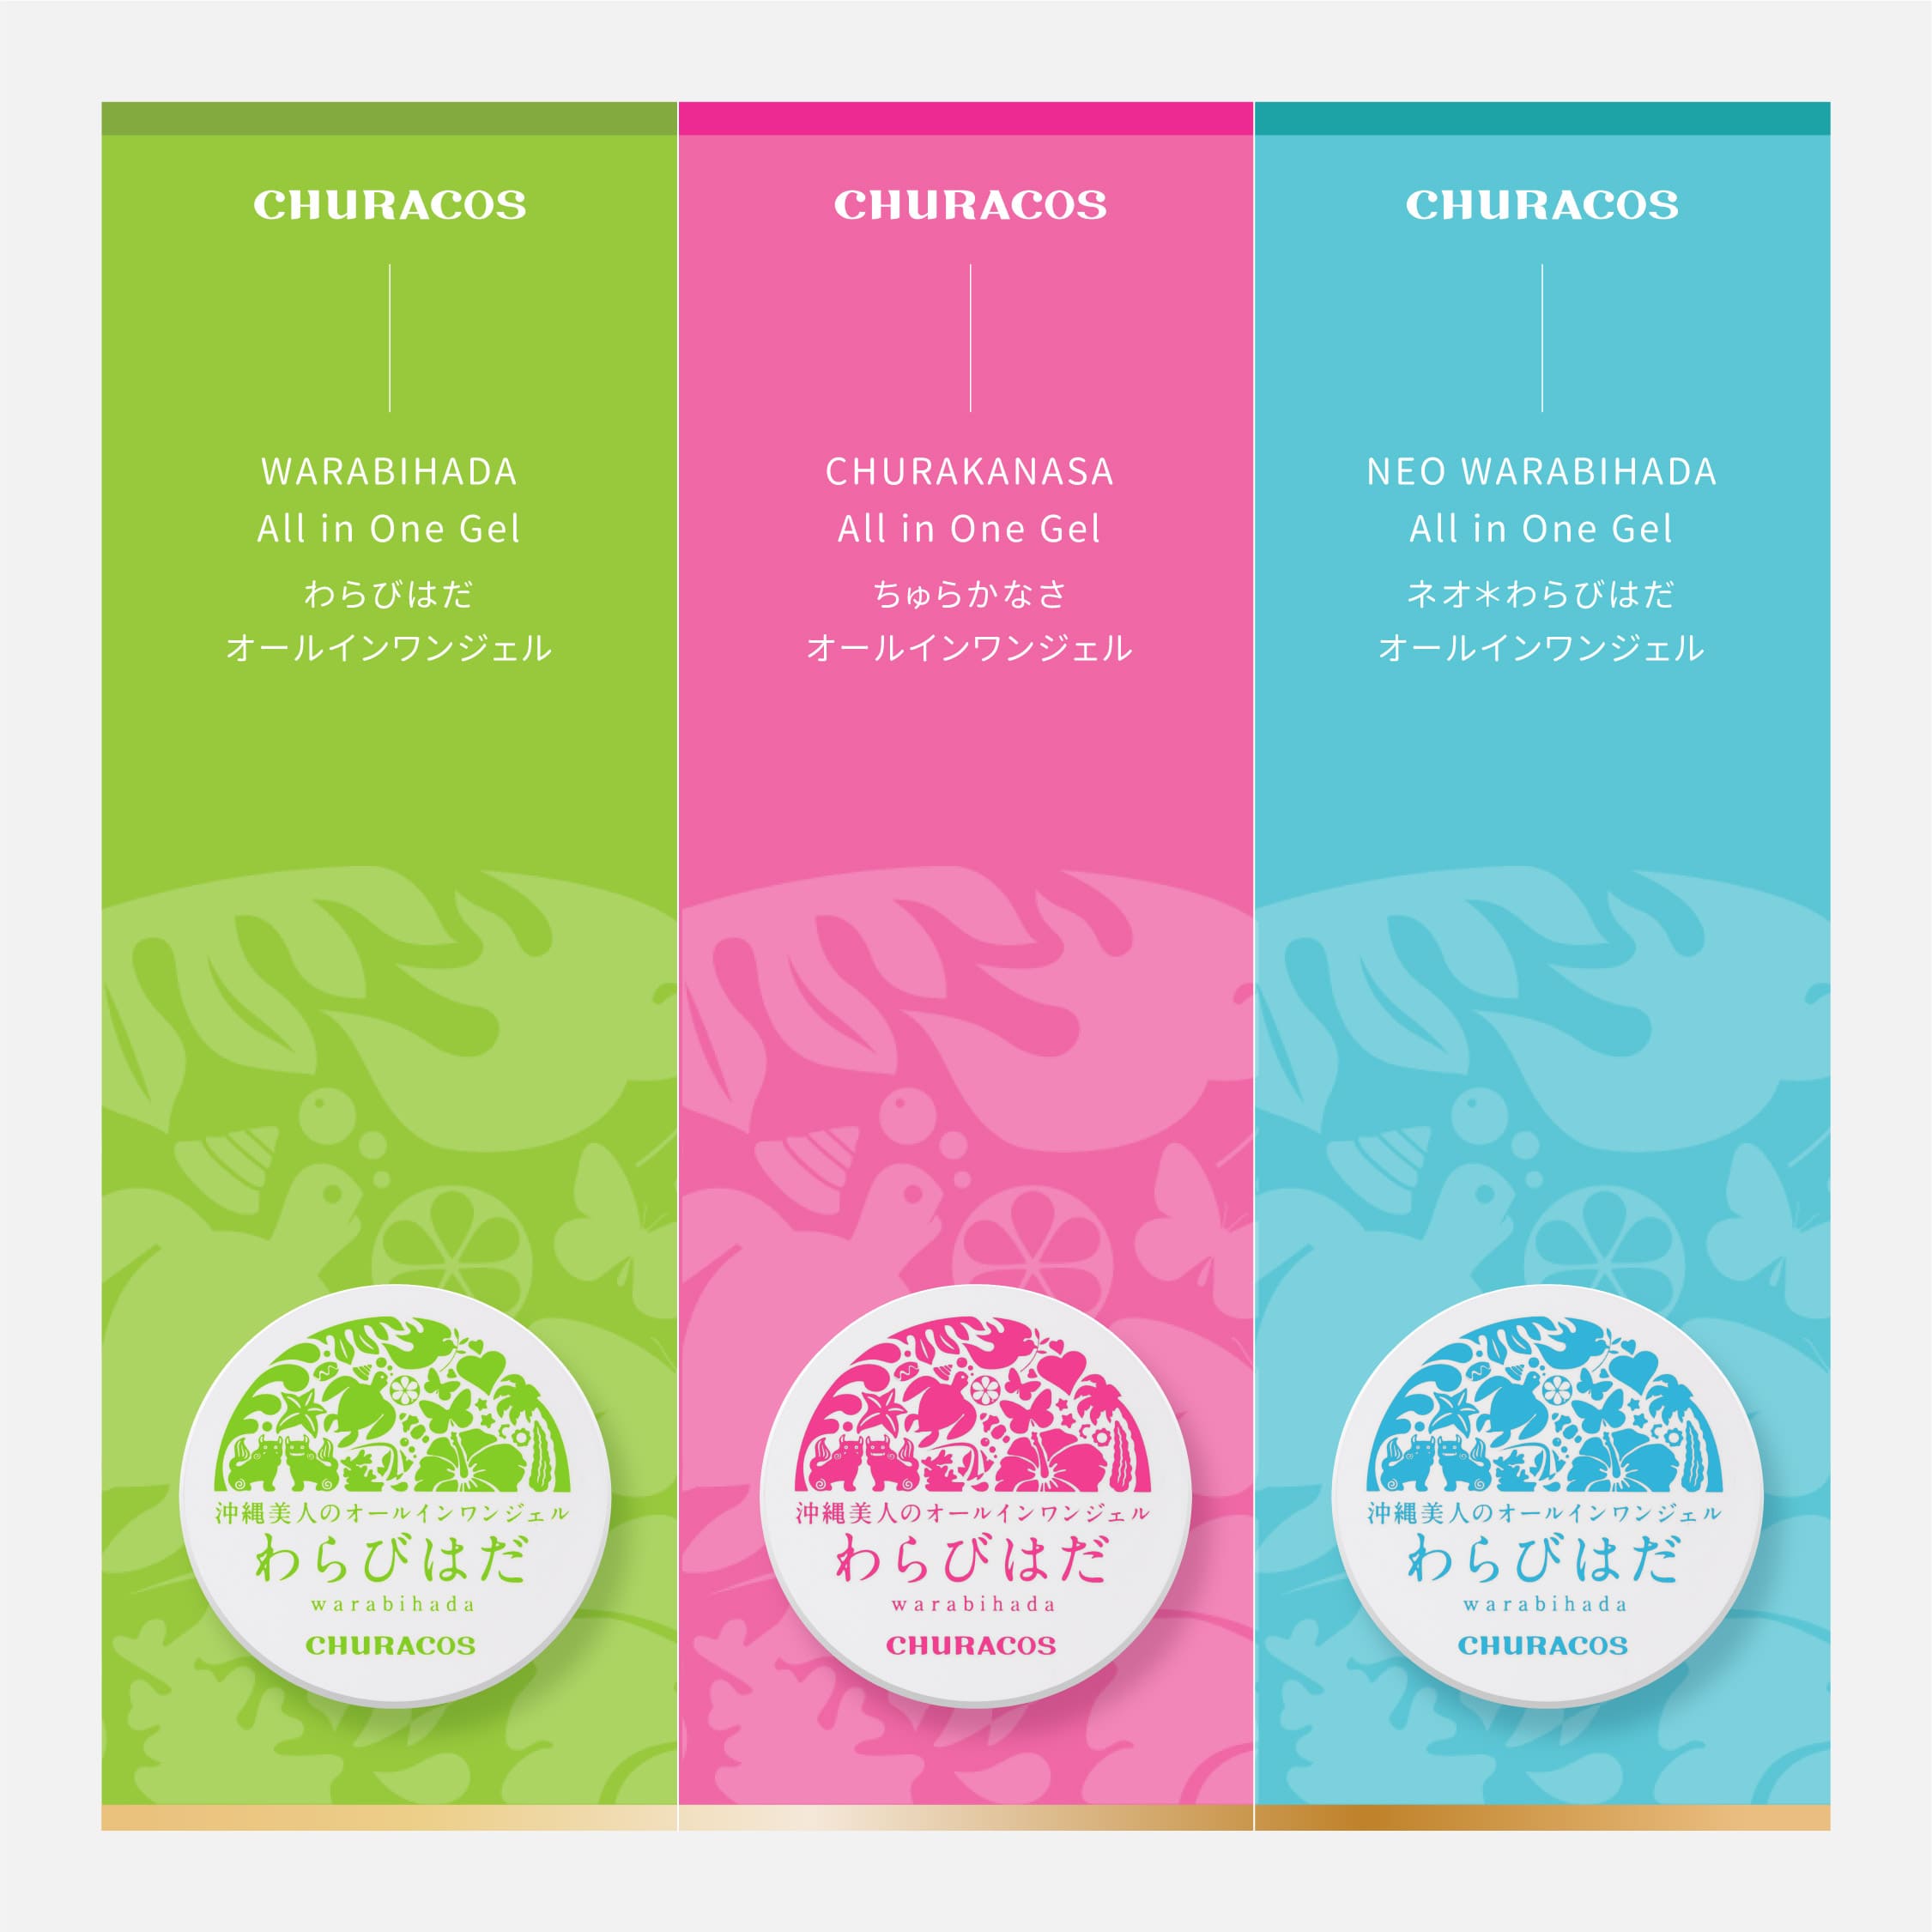 CHURACOS
WARABIHADA
All in One Gel
わらびはだ
オールインワンジェル
沖縄美人のオールインワンジェル
わらびはだ
warabihada
CHURACOS
CHURACOS
CHURAKANASA
All in One Gel
ちゅらかなさ
オールインワンジェル
沖縄美人のオールインワンジェル
わらびはだ
warabihada
CHURACOS
CHURACOS
NEO WARABIHADA
All in One Gel
ネオ＊わらびはだ
オールインワンジェル
沖縄美人のオールインワンジェル
わらびはだ
warabihada
CHURACOS